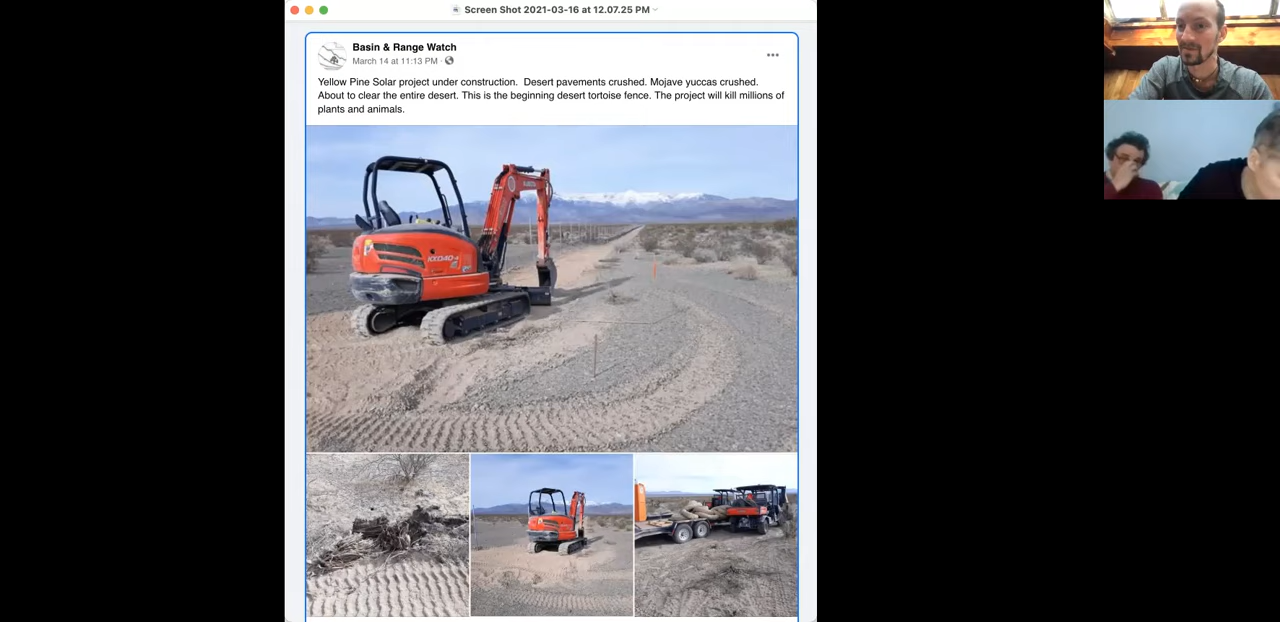 Screen Shot 2021-03-16 at 12.07.25 PM
Basin & Range Watch
March 14 at 11:13 PM ·
Yellow Pine Solar project under construction. Desert pavements crushed. Mojave yuccas crushed.
About to clear the entire desert. This is the beginning desert tortoise fence. The project will kill millions of
plants and animals.
KX040-4